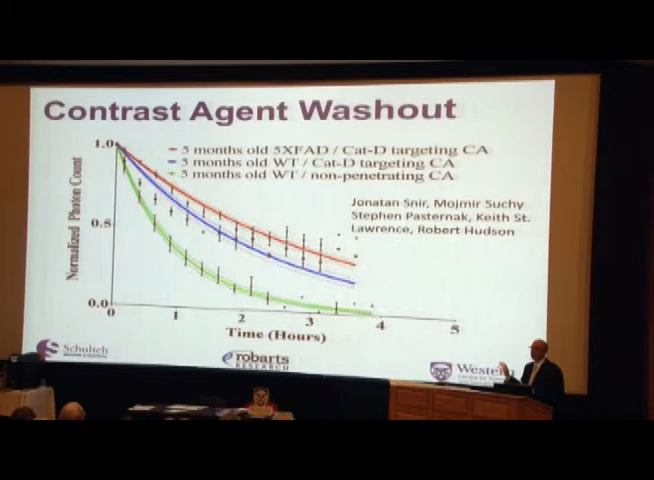 Contrast Agent Washout
5 months old 5XFAD / Cat-D targeting CA
5 months old WT / Cat-D targeting CA
5 months old WT / non-penetrating CA
Jonatan Snir, Mojmir Suchy
Stephen Pasternak, Keith St.
Lawrence, Robert Hudson
Normalized Photon Count
1.0
0.5
0.0
0 1 2 3 4 5
Time (Hours)
Schulich
robarts
RESEARCH
Western